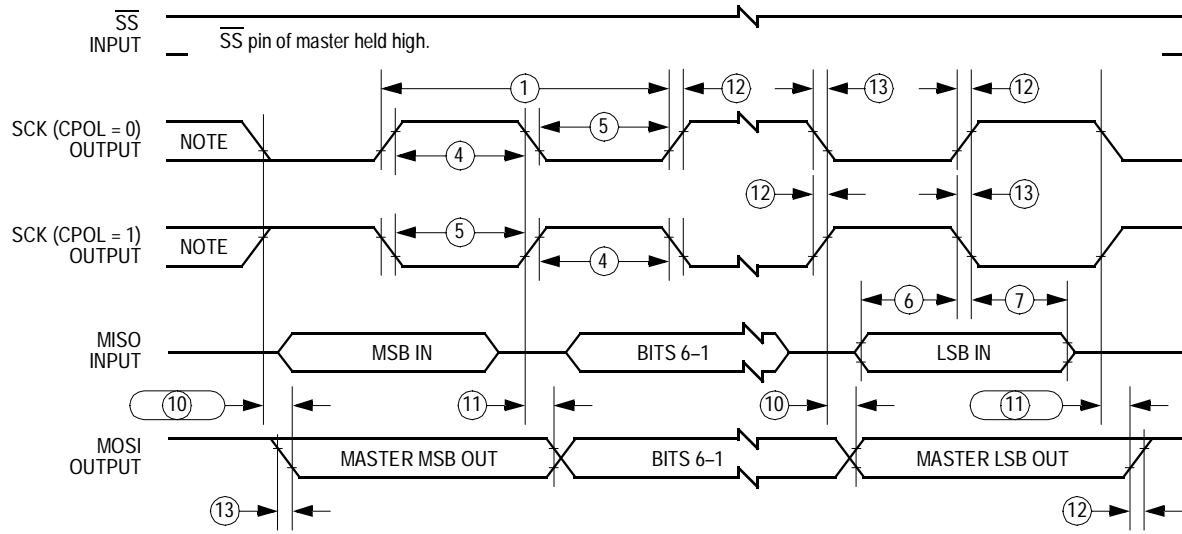 SS
INPUT
SS pin of master held high.
1
12
13
12
SCK (CPOL = 0)
OUTPUT
NOTE
5
4
12
13
SCK (CPOL = 1)
OUTPUT
NOTE
5
4
6
7
MISO
INPUT
MSB IN
BITS 6–1
LSB IN
10
11
10
11
MOSI
OUTPUT
MASTER MSB OUT
BITS 6–1
MASTER LSB OUT
13
12